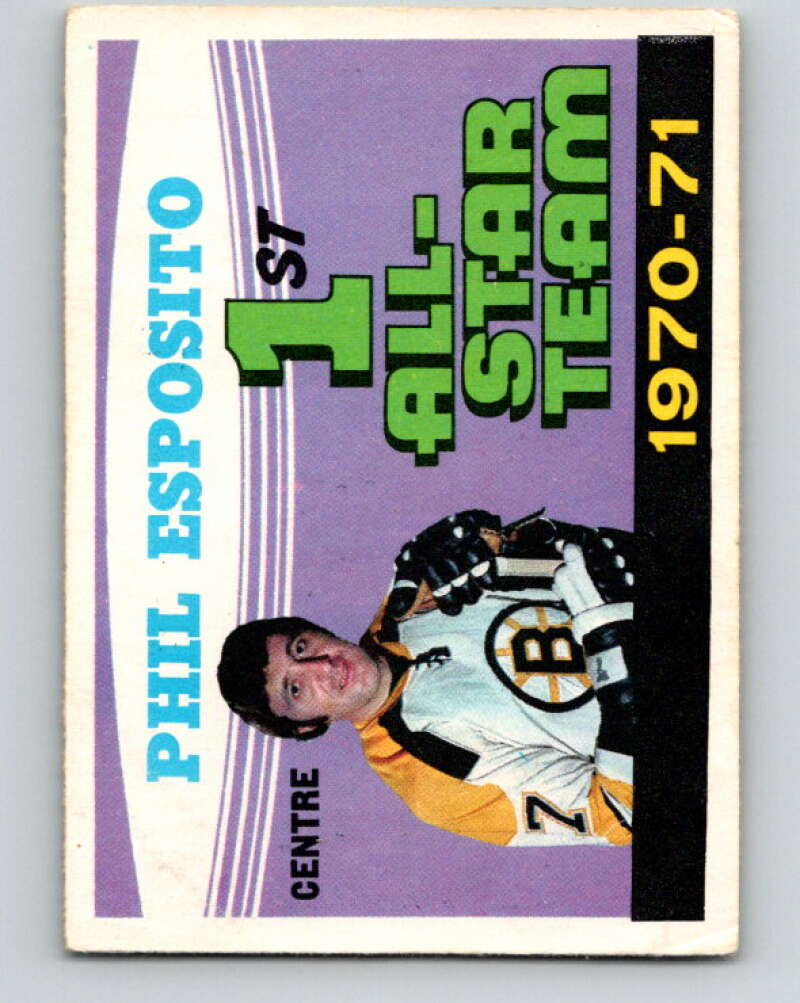 PHIL ESPOSITO
1ST
ALL-
STAR
TEAM
CENTRE
B
7
1970-71